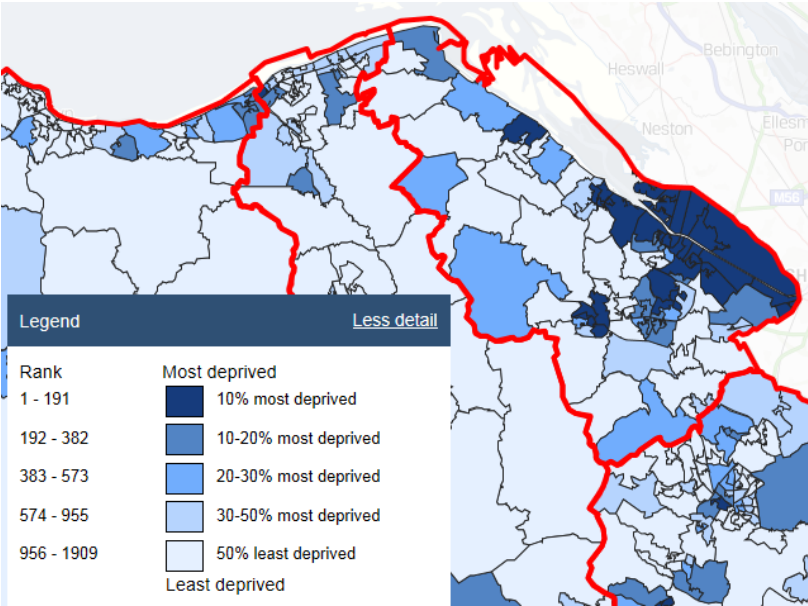 Bebington
Heswall
Neston
Ellesm
Por
M56
SH
Legend Less detail
Rank Most deprived
1 - 191 10% most deprived
192 - 382 10-20% most deprived
383 - 573 20-30% most deprived
574 - 955 30-50% most deprived
956 - 1909 50% least deprived
Least deprived